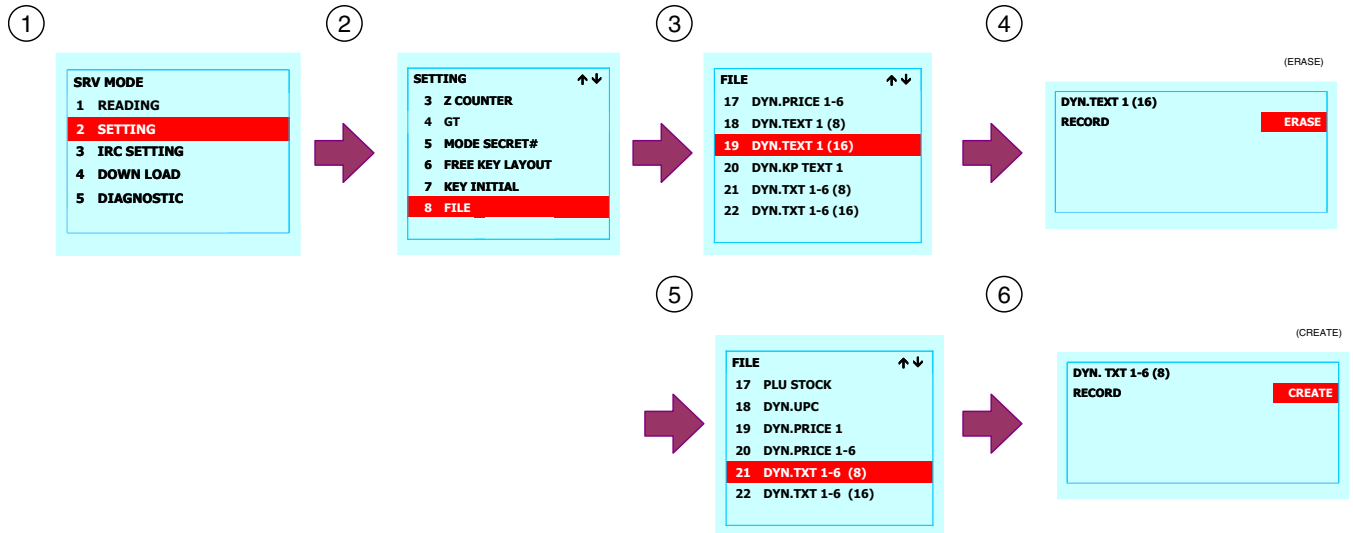 1
SRV MODE
1 READING
2 SETTING
3 IRC SETTING
4 DOWN LOAD
5 DIAGNOSTIC
2
SETTING ↑↓
3 Z COUNTER
4 GT
5 MODE SECRET#
6 FREE KEY LAYOUT
7 KEY INITIAL
8 FILE
3
FILE ↑↓
17 DYN.PRICE 1-6
18 DYN.TEXT 1 (8)
19 DYN.TEXT 1 (16)
20 DYN.KP TEXT 1
21 DYN.TXT 1-6 (8)
22 DYN.TXT 1-6 (16)
4
(ERASE)
DYN.TEXT 1 (16)
RECORD ERASE
5
FILE ↑↓
17 PLU STOCK
18 DYN.UPC
19 DYN.PRICE 1
20 DYN.PRICE 1-6
21 DYN.TXT 1-6 (8)
22 DYN.TXT 1-6 (16)
6
(CREATE)
DYN. TXT 1-6 (8)
RECORD CREATE